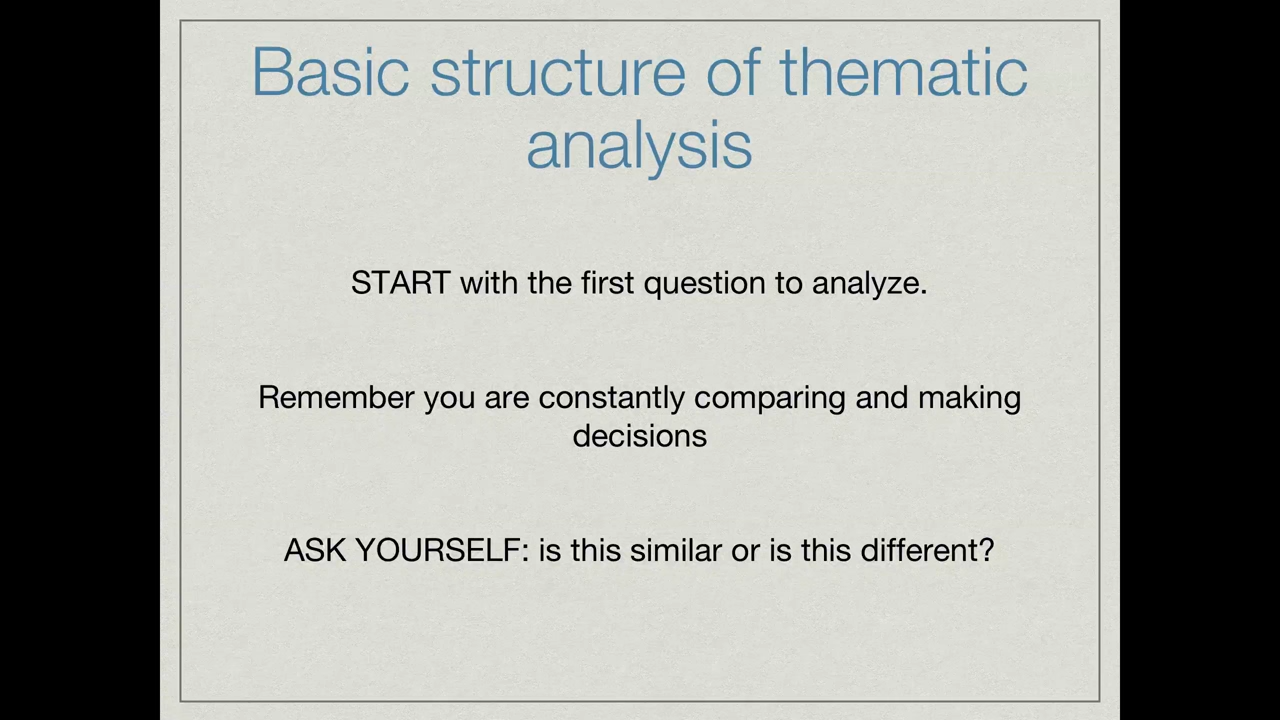 Basic structure of thematic
analysis
START with the first question to analyze.
Remember you are constantly comparing and making
decisions
ASK YOURSELF: is this similar or is this different?